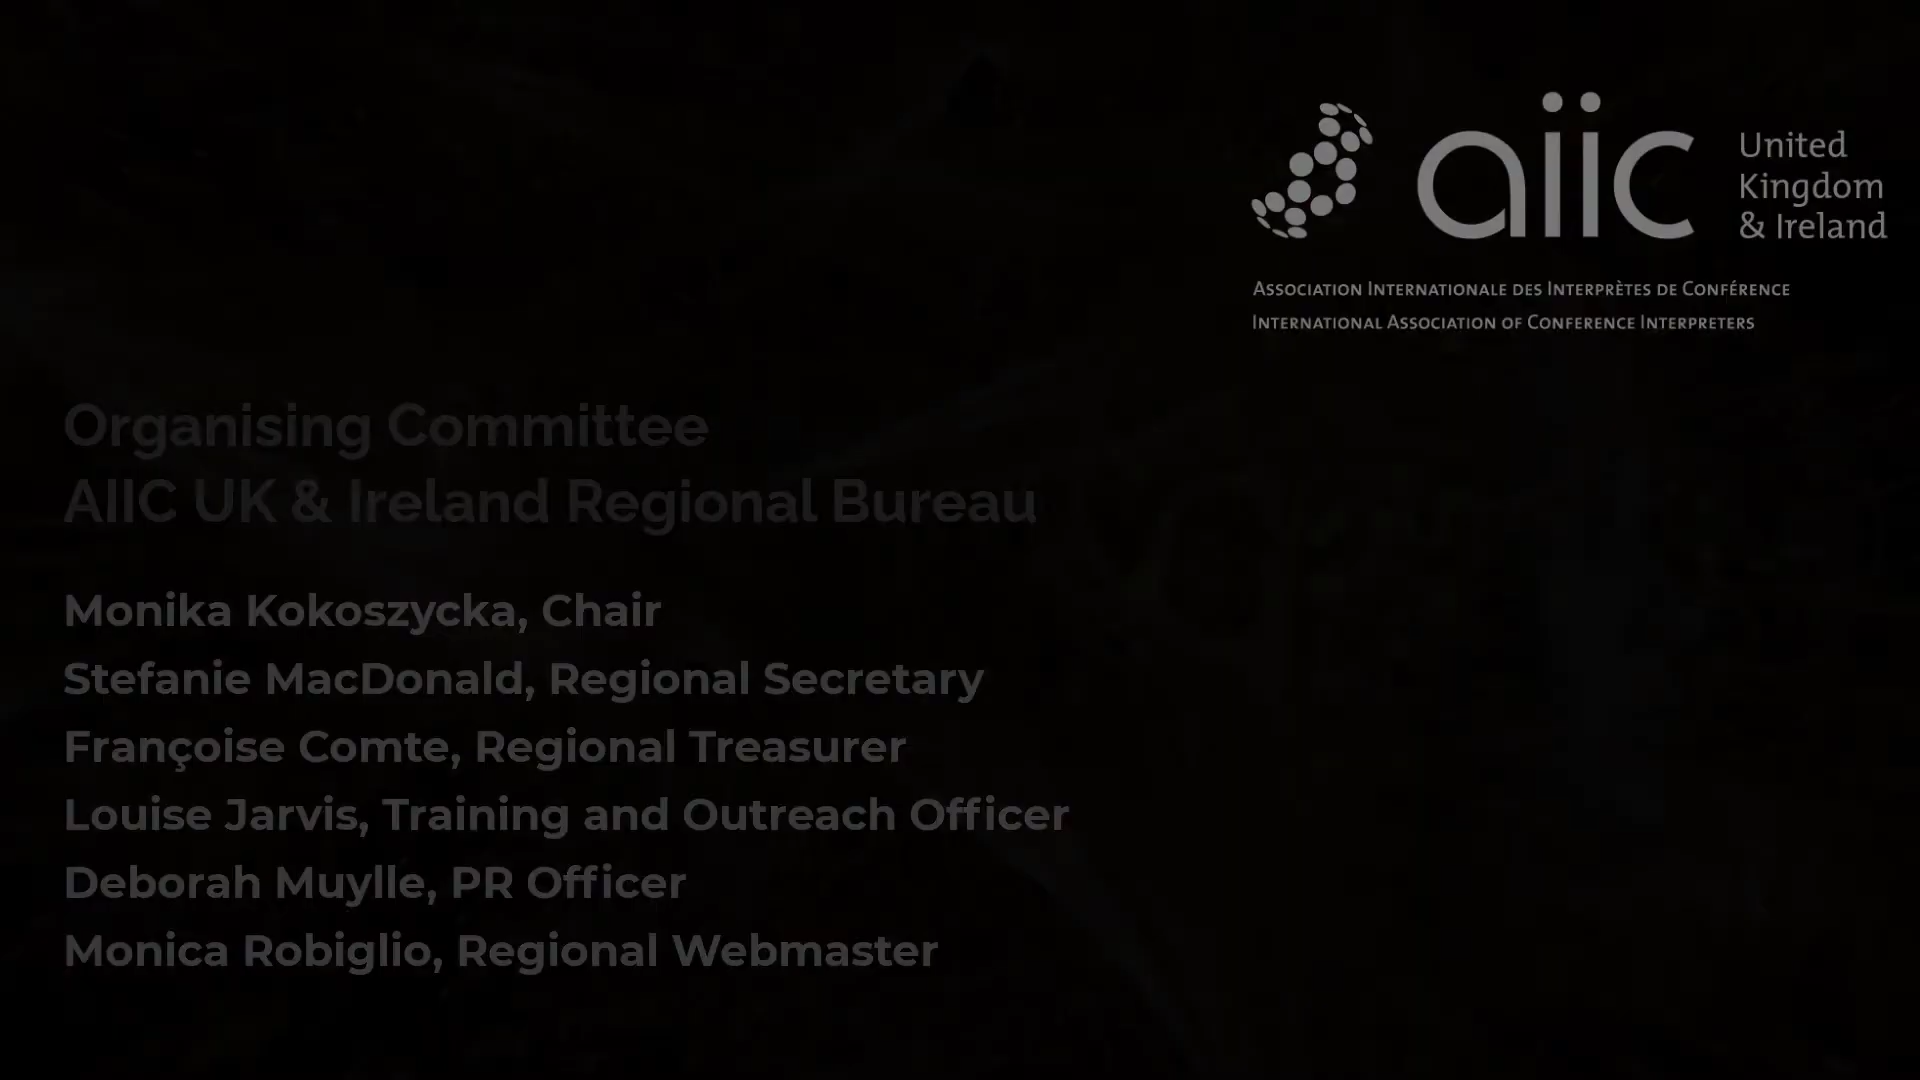 aiic
United
Kingdom
& Ireland
Association Internationale des Interprètes de Conférence
International Association of Conference Interpreters
Organising Committee
AIIC UK & Ireland Regional Bureau
Monika Kokoszycka, Chair
Stefanie MacDonald, Regional Secretary
Françoise Comte, Regional Treasurer
Louise Jarvis, Training and Outreach Officer
Deborah Muylle, PR Officer
Monica Robiglio, Regional Webmaster